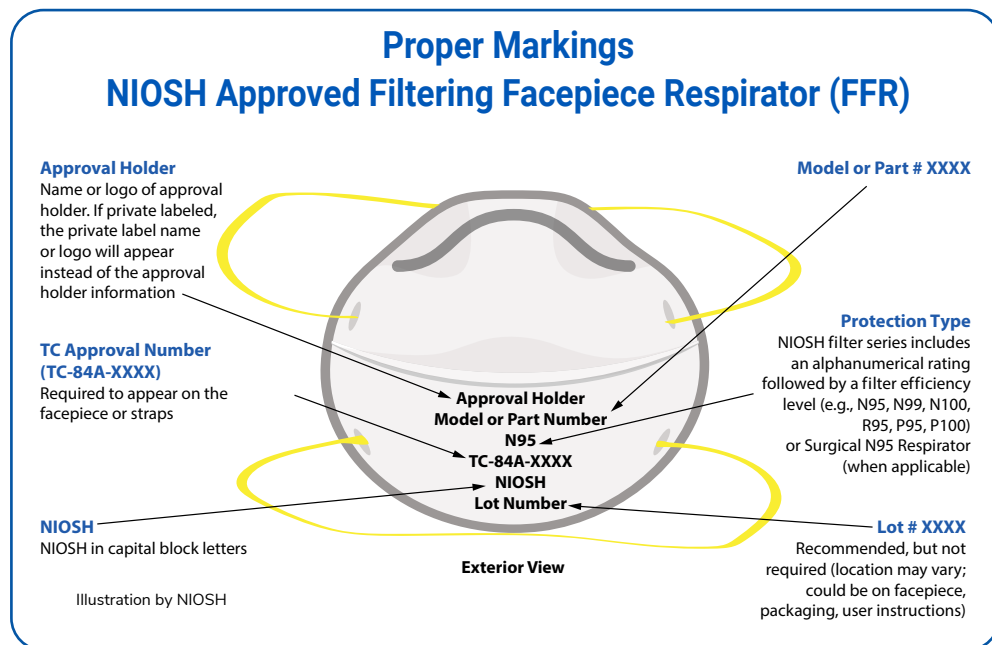 Proper Markings
NIOSH Approved Filtering Facepiece Respirator (FFR)
Approval Holder
Name or logo of approval
holder. If private labeled,
the private label name
or logo will appear
instead of the approval
holder information
TC Approval Number
(TC-84A-XXXX)
Required to appear on the
facepiece or straps
NIOSH
NIOSH in capital block letters
Illustration by NIOSH
Approval Holder
Model or Part Number
N95
TC-84A-XXXX
NIOSH
Lot Number
Exterior View
Model or Part # XXXX
Protection Type
NIOSH filter series includes
an alphanumerical rating
followed by a filter efficiency
level (e.g., N95, N99, N100,
R95, P95, P100)
or Surgical N95 Respirator
(when applicable)
Lot # XXXX
Recommended, but not
required (location may vary;
could be on facepiece,
packaging, user instructions)